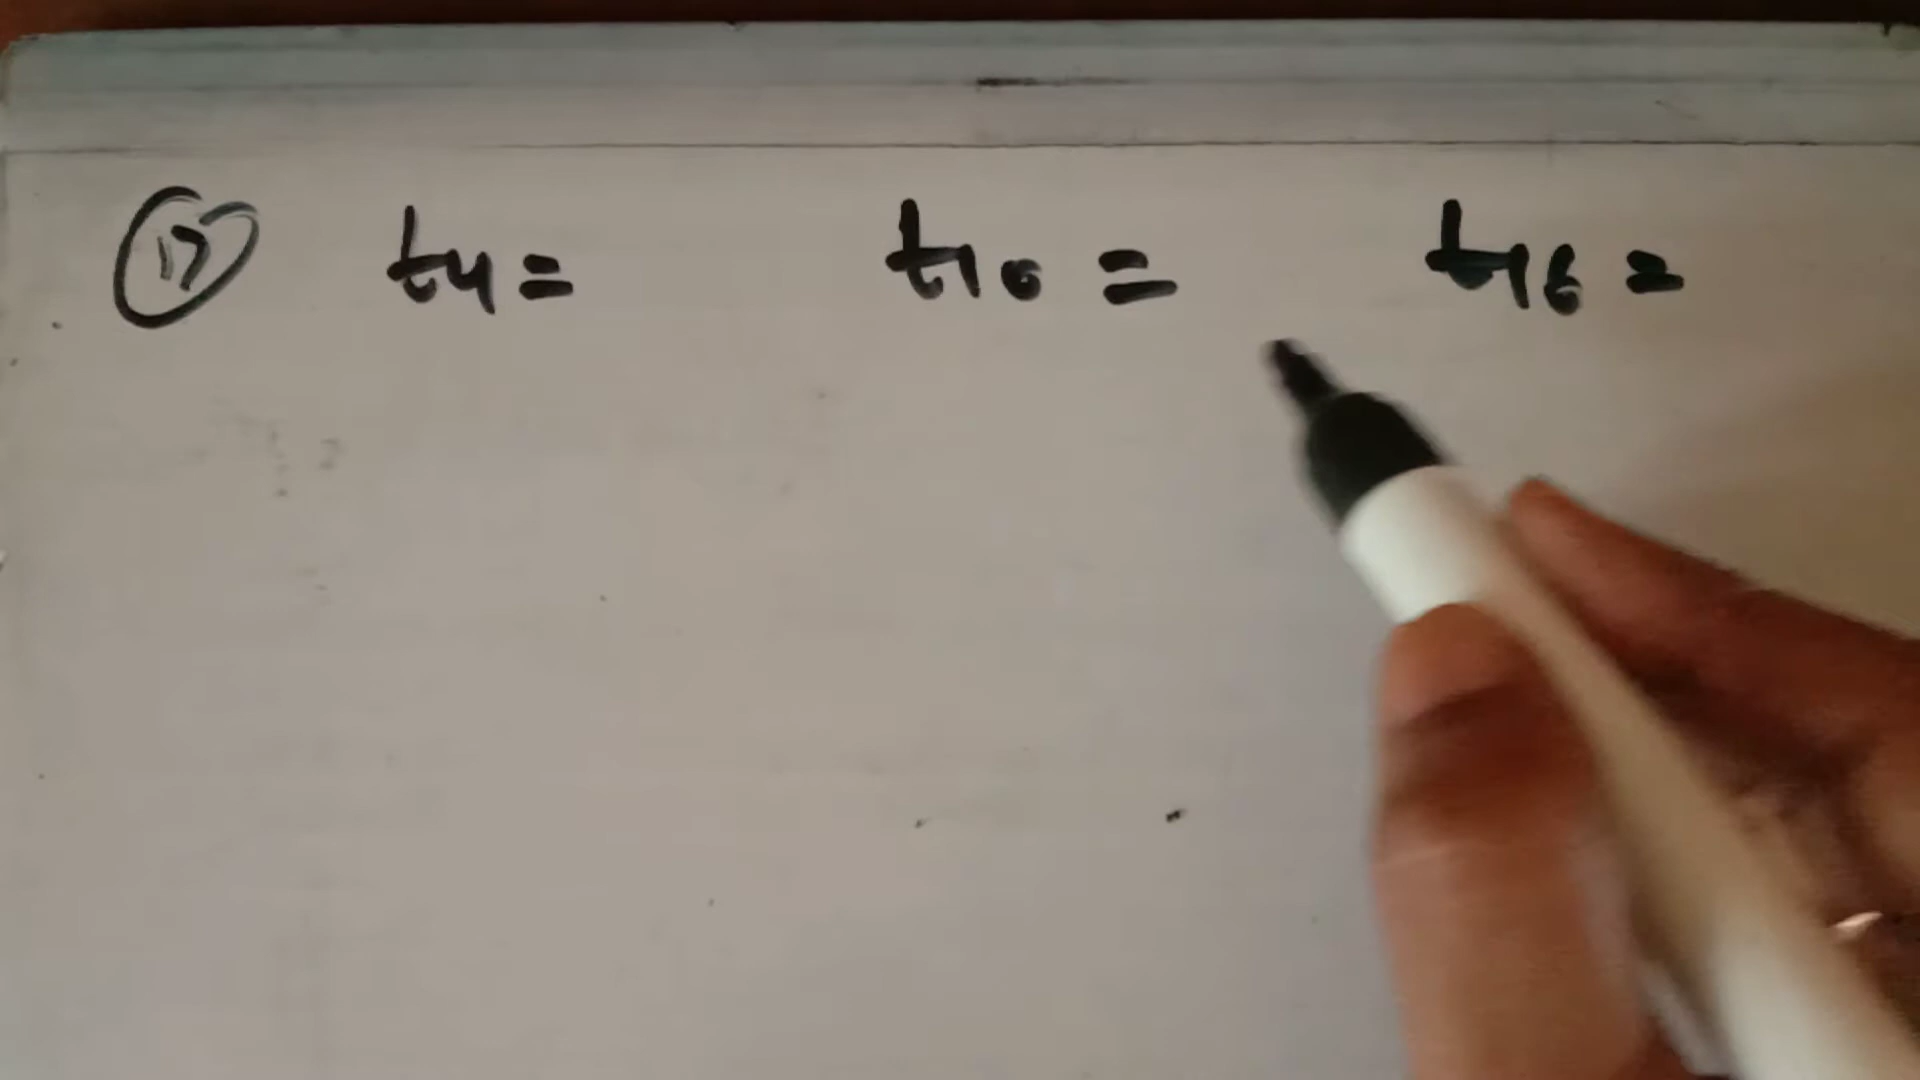 17 t4 = t10 = t16 =